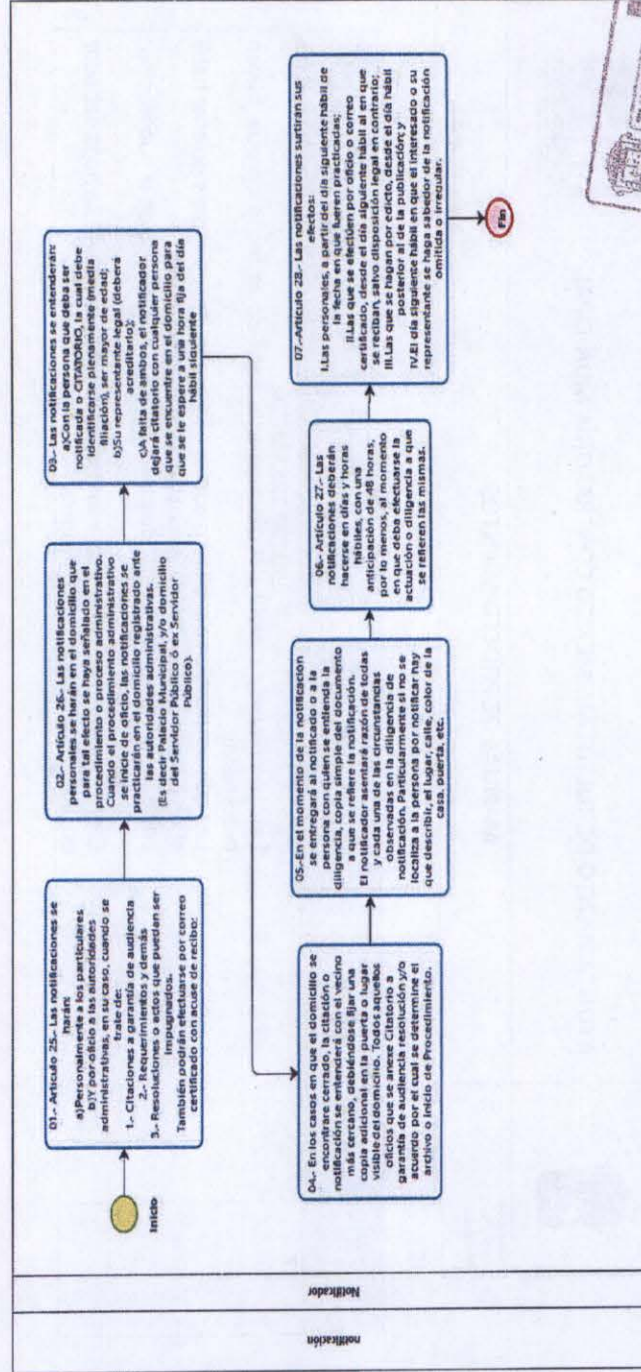 notificación
Notificador
Inicio
01.- Artículo 25.- Las notificaciones se
harán:
a)Personalmente a los particulares
b)Y por oficio a las autoridades
administrativas, en su caso, cuando se
trate de:
1.- Citaciones a garantía de audiencia
2.- Requerimientos y demás
3.- Resoluciones o actos que puedan ser
impugnados.
También podrán efectuarse por correo
certificado con acuse de recibo:
02.- Artículo 26.- Las notificaciones
personales se harán en el domicilio que
para tal efecto se haya señalado en el
procedimiento o proceso administrativo.
Cuando el procedimiento administrativo
se inicie de oficio, las notificaciones se
practicarán en el domicilio registrado ante
las autoridades administrativas.
(Es decir Palacio Municipal, y/o domicilio
del Servidor Público ó ex Servidor
Público).
03.- Las notificaciones se entenderán:
a)Con la persona que deba ser
notificada o CITATORIO, la cual debe
identificarse plenamente (media
filiación), ser mayor de edad;
b)Su representante legal (deberá
acreditarlo);
c)A falta de ambos, el notificador
dejará citatorio con cualquier persona
que se encuentre en el domicilio para
que se le espere a una hora fija del día
hábil siguiente
04.- En los casos en que el domicilio se
encontrare cerrado, la citación o
notificación se entenderá con el vecino
más cercano, debiéndose fijar una
copia adicional en la puerta o lugar
visible del domicilio. Todos aquellos
oficios que se anexe Citatorio a
garantía de audiencia resolución y/o
acuerdo por el cual se determine el
archivo o inicio de Procedimiento.
05.-En el momento de la notificación
se entregará al notificado o a la
persona con quien se entienda la
diligencia, copia simple del documento
a que se refiere la notificación.
El notificador asentará razón de todas
y cada una de las circunstancias
observadas en la diligencia de
notificación. Particularmente si no se
localiza a la persona por notificar hay
que describir, el lugar, calle, color de la
casa, puerta, etc.
06.- Artículo 27.- Las
notificaciones deberán
hacerse en días y horas
hábiles, con una
anticipación de 48 horas,
por lo menos, al momento
en que deba efectuarse la
actuación o diligencia a que
se refieren las mismas.
07.-Artículo 28.- Las notificaciones surtirán sus
efectos:
I.Las personales, a partir del día siguiente hábil de
la fecha en que fueren practicadas;
II.Las que se efectúen por oficio o correo
certificado, desde el día siguiente hábil al en que
se reciban, salvo disposición legal en contrario;
III.Las que se hagan por edicto, desde el día hábil
posterior al de la publicación; y
IV.El día siguiente hábil en que el interesado o su
representante se haga sabedor de la notificación
omitida o irregular.
Fin